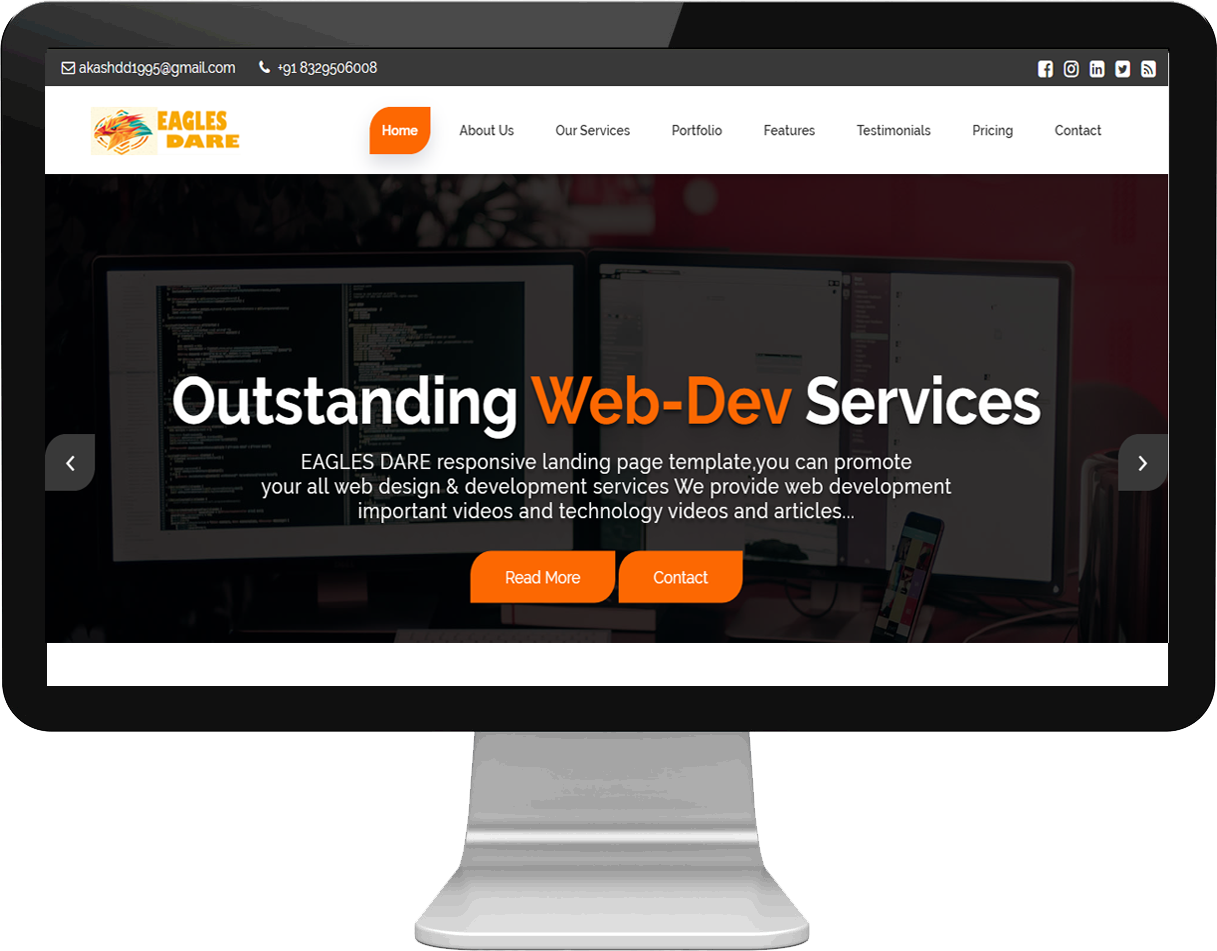 akashdd1995@gmail.com +91 8329506008
EAGLES
DARE
Home About Us Our Services Portfolio Features Testimonials Pricing Contact
Outstanding Web-Dev Services
EAGLES DARE responsive landing page template,you can promote
your all web design & development services We provide web development
important videos and technology videos and articles...
Read More Contact